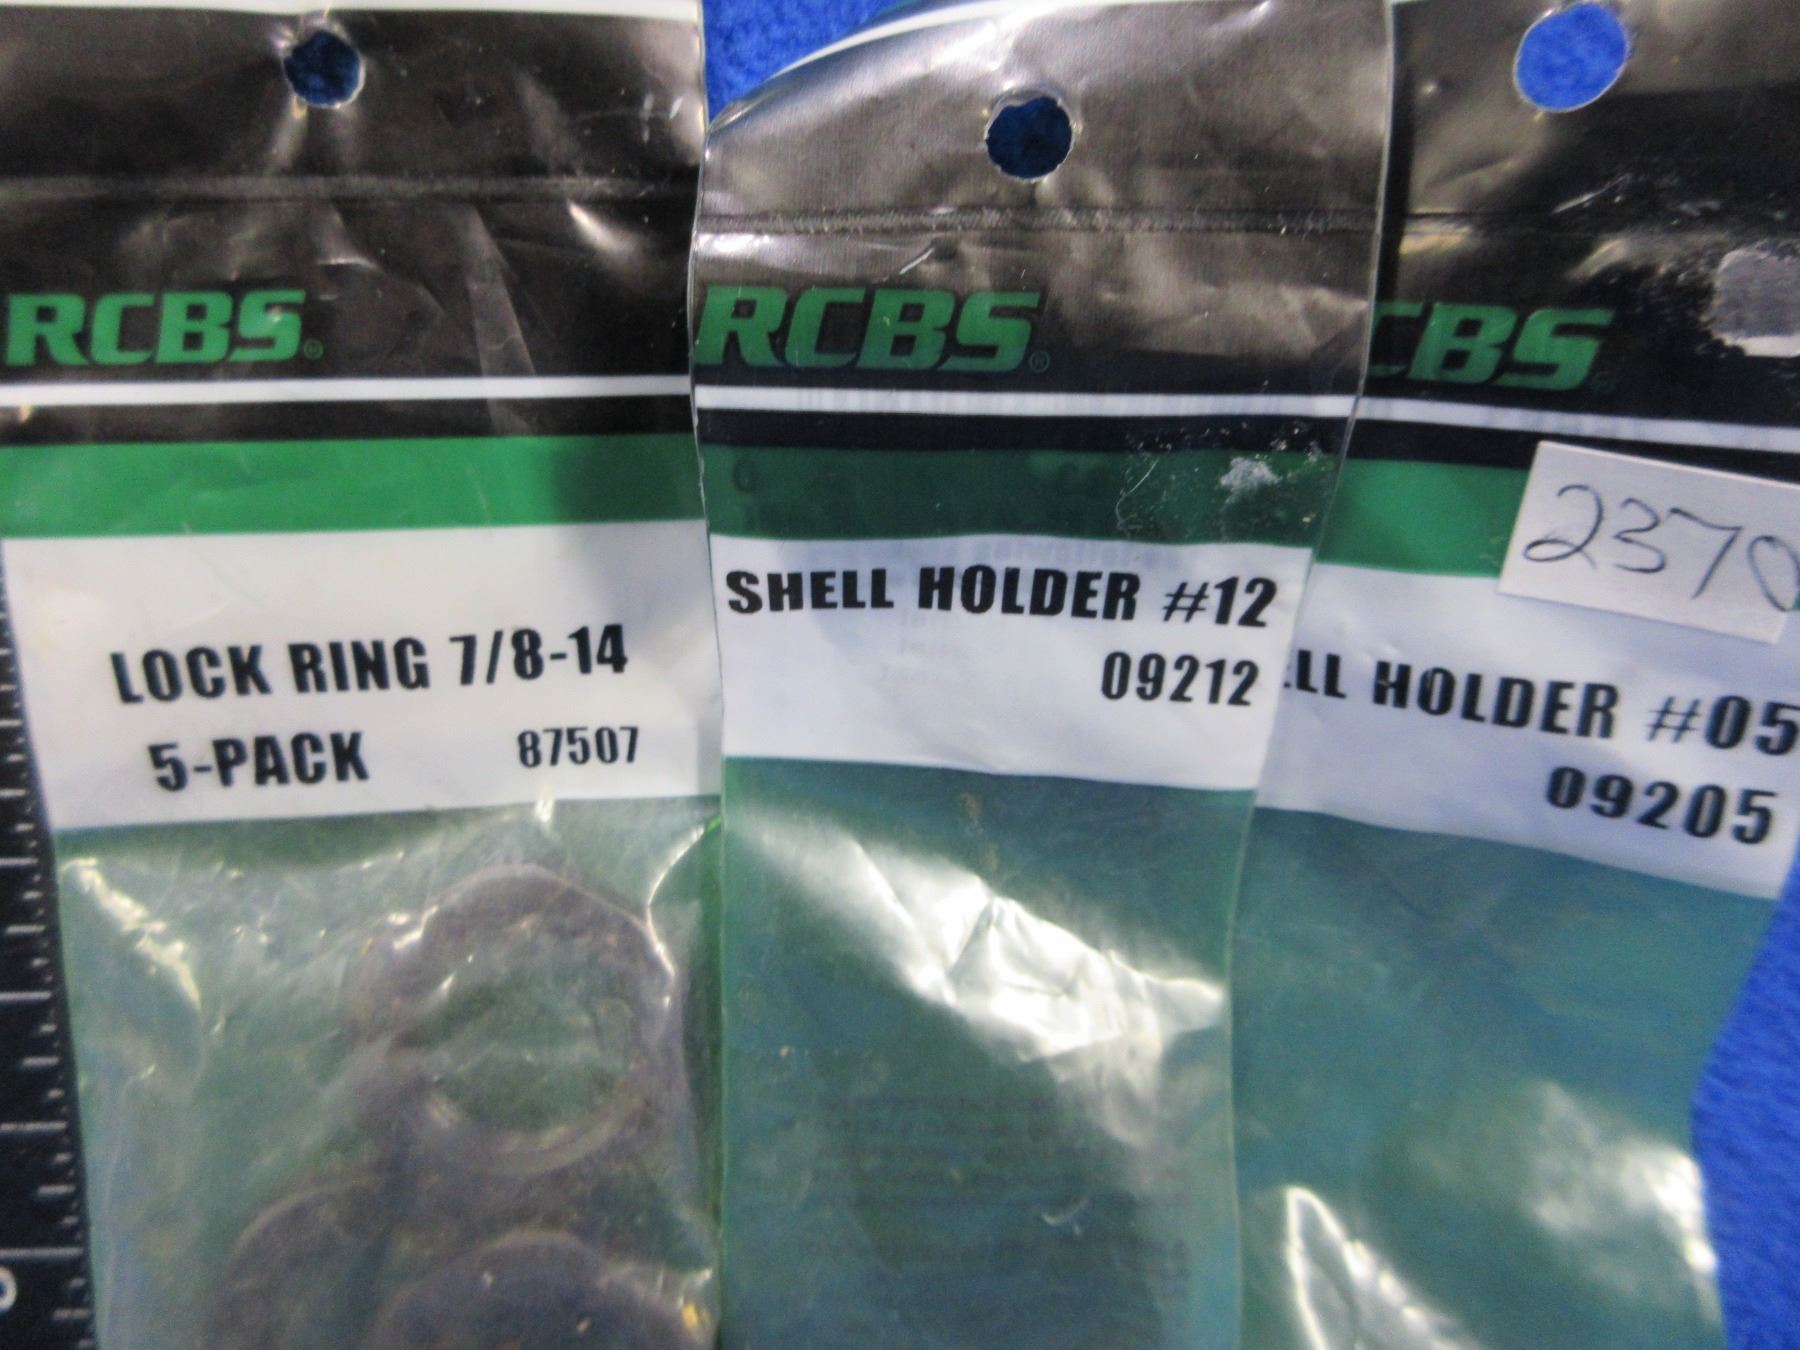 RCBS®
LOCK RING 7/8-14
5-PACK 87507
RCBS®
SHELL HOLDER #12
09212
CBS
2370
LL HOLDER #05
09205